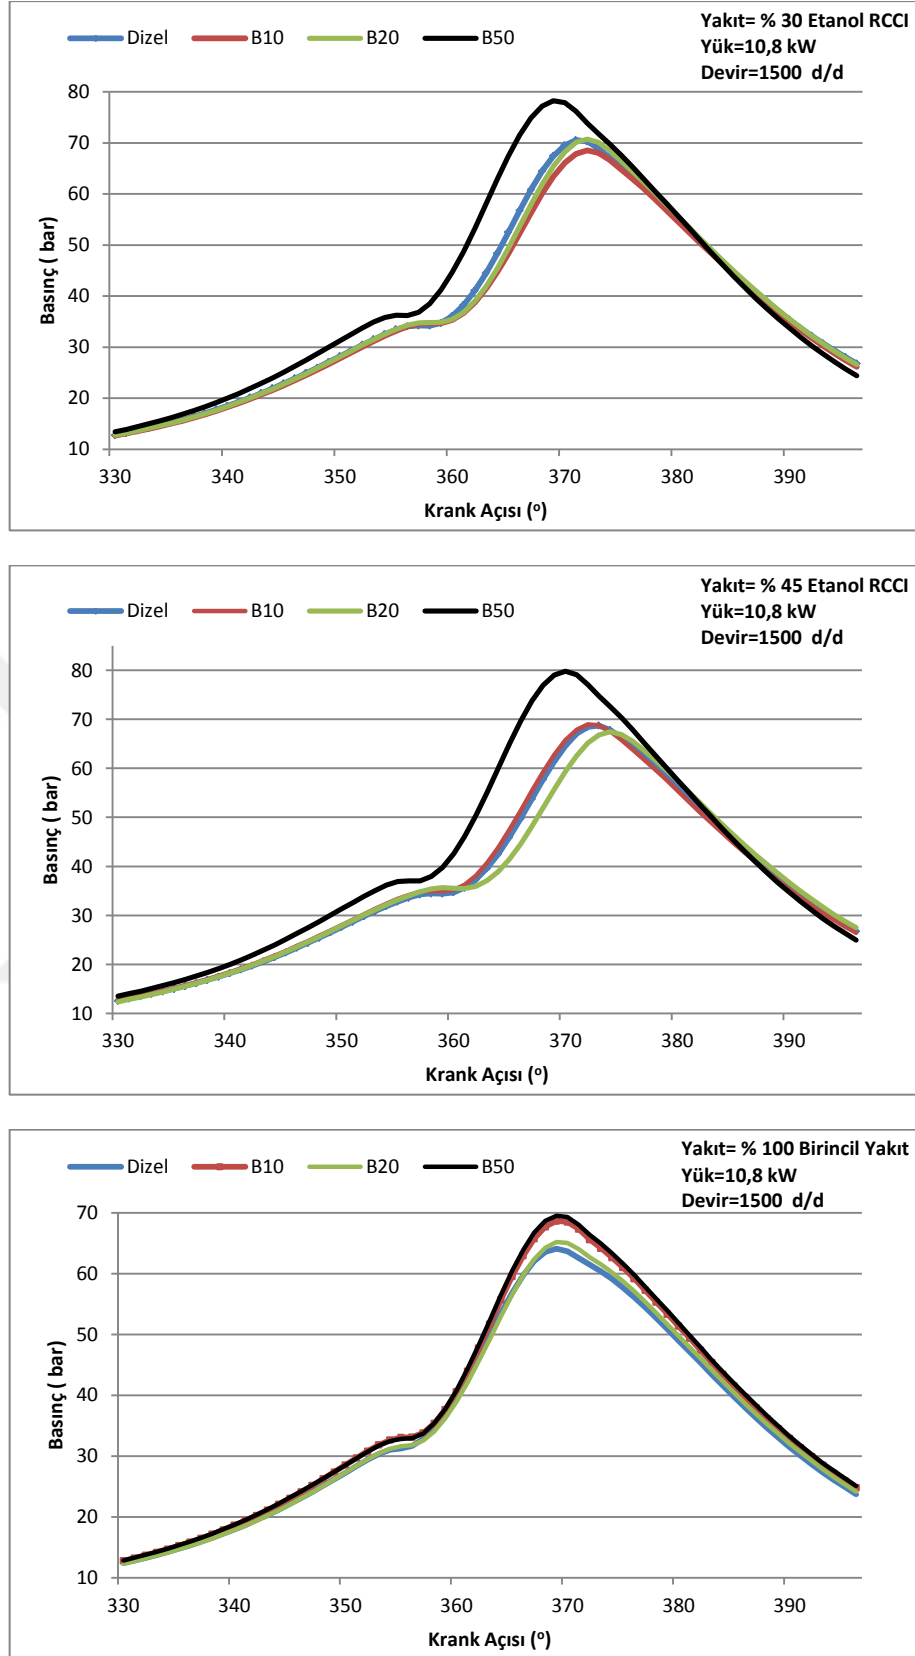 Yakıt= % 30 Etanol RCCI
Yük=10,8 kW
Devir=1500 d/d
Dizel B10 B20 B50
80
70
60
50
40
30
20
10
Basınç ( bar)
330 340 350 360 370 380 390
Krank Açısı (º)
Yakıt= % 45 Etanol RCCI
Yük=10,8 kW
Devir=1500 d/d
Dizel B10 B20 B50
80
70
60
50
40
30
20
10
Basınç ( bar)
330 340 350 360 370 380 390
Krank Açısı (º)
Yakıt= % 100 Birincil Yakıt
Yük=10,8 kW
Devir=1500 d/d
Dizel B10 B20 B50
70
60
50
40
30
20
10
Basınç ( bar)
330 340 350 360 370 380 390
Krank Açısı (º)